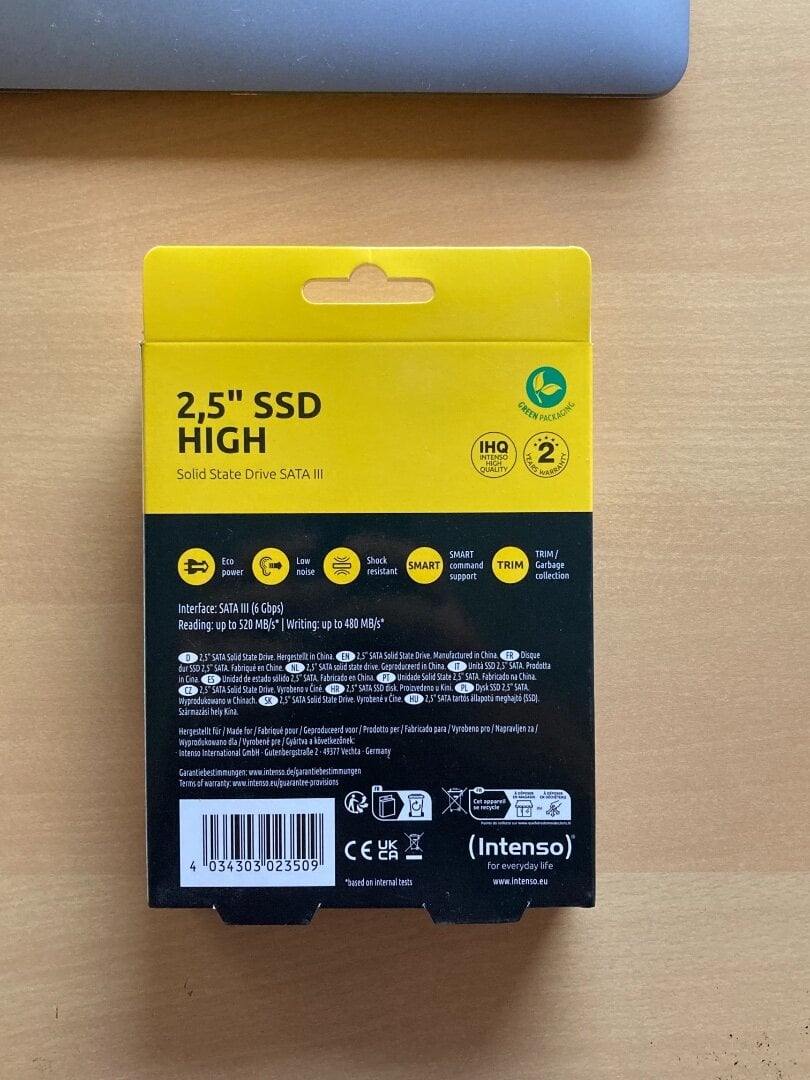 2,5" SSD
HIGH
Solid State Drive SATA III
GREEN PACKAGING
IHQ
INTENSO
HIGH
QUALITY
2
YEARS WARRANTY
Eco
power
Low
noise
Shock
resistant
SMART
SMART
command
support
TRIM
TRIM /
Garbage
collection
Interface: SATA III (6 Gbps)
Reading: up to 520 MB/s* | Writing: up to 480 MB/s*
D 2,5" SATA Solid State Drive. Hergestellt in China. EN 2,5" SATA Solid State Drive. Manufactured in China. FR Disque
dur SSD 2,5" SATA. Fabriqué en Chine. NL 2,5" SATA solid state drive. Geproduceerd in China. IT Unità SSD 2,5" SATA. Prodotta
in Cina. ES Unidad de estado sólido 2,5" SATA. Fabricado en China. PT Unidade Solid State 2,5" SATA. Fabricado na China.
CZ 2,5" SATA Solid State Drive. Vyrobeno v Číně. HR 2,5" SATA SSD disk. Proizvedeno u Kini. PL Dysk SSD 2,5" SATA.
Wyprodukowano w Chinach. SK 2,5" SATA Solid State Drive. Vyrobené v Číne. HU 2,5" SATA tartós állapotú meghajtó (SSD).
Származási hely Kína.
Hergestellt für / Made for / Fabriqué pour / Geproduceerd voor / Prodotto per / Fabricado para / Vyrobeno pro / Napravljen za /
Wyprodukowano dla / Vyrobené pre / Gyártva a következőnek:
Intenso International GmbH · Gutenbergstraße 2 · 49377 Vechta · Germany
Garantiebestimmungen: www.intenso.de/garantiebestimmungen
Terms of warranty: www.intenso.eu/guarantee-provisions
FR
FR
Cet appareil
se recycle
À DÉPOSER
EN MAGASIN
OU
À DÉPOSER
EN DÉCHÈTERIE
4 034303 023509
CE UK
CA
*based on internal tests
(Intenso)®
for everyday life
www.intenso.eu